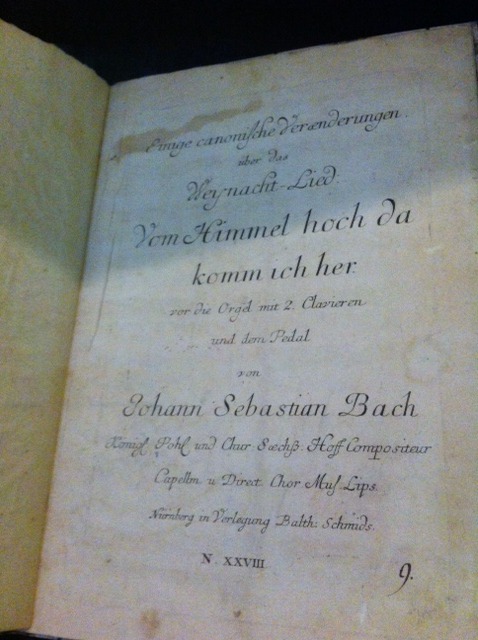 Einige canonische Verænderungen.
über das
Weynacht-Lied:
Vom Himmel hoch da
komm ich her.
vor die Orgel mit 2. Clavieren
und dem Pedal
von
Johann Sebastian Bach
Königl. Pohl. und Chur Sæchß. Hoff Compositeur
Capellm. u. Direct. Chor. Mus. Lips.
Nürnberg in Verlegung Balth: Schmids.
N. XXVIII.
9.